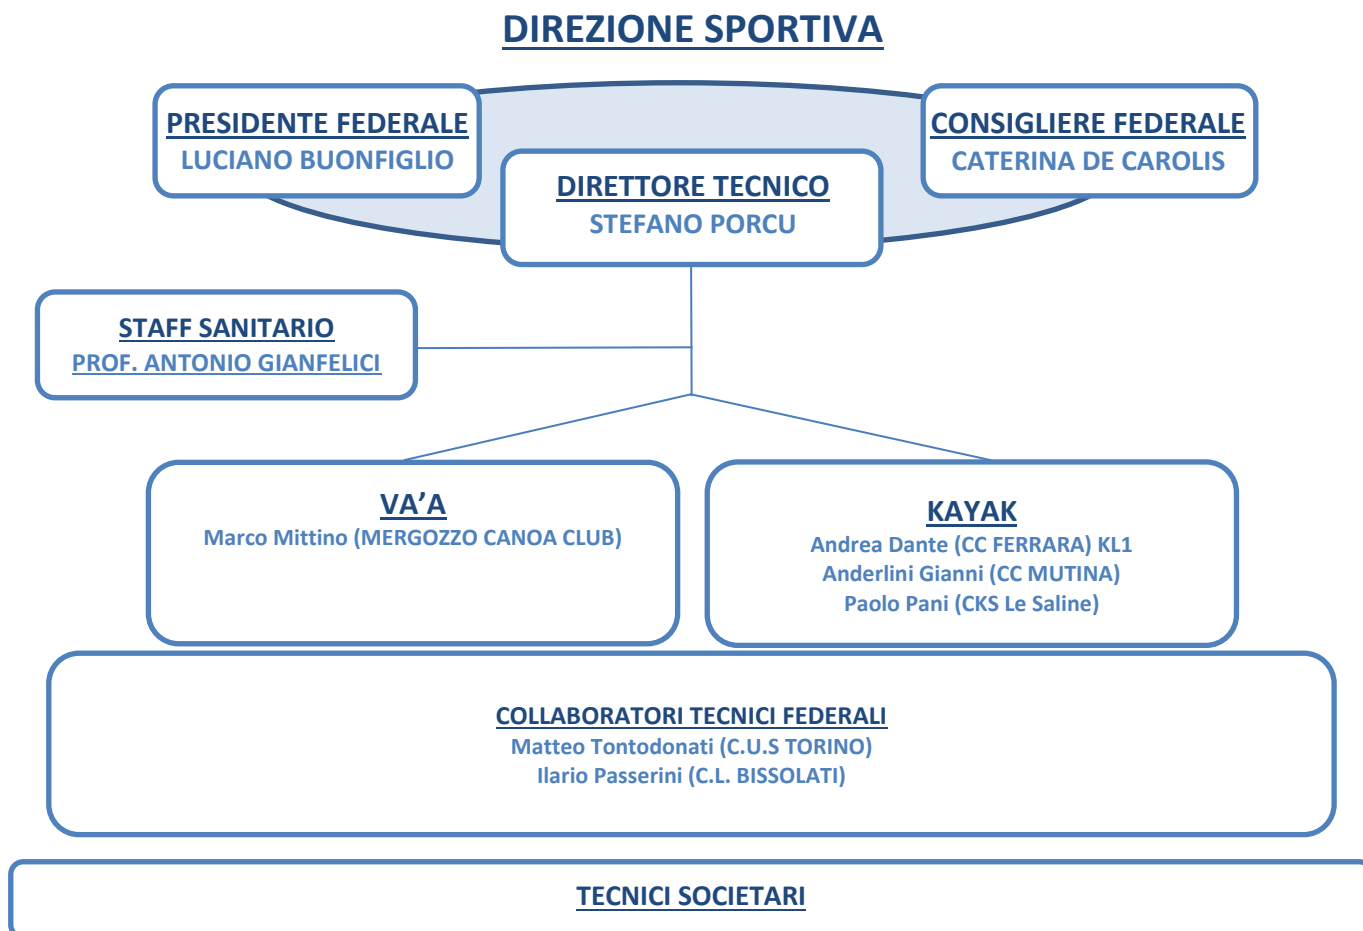 DIREZIONE SPORTIVA
PRESIDENTE FEDERALE
LUCIANO BUONFIGLIO
CONSIGLIERE FEDERALE
CATERINA DE CAROLIS
DIRETTORE TECNICO
STEFANO PORCU
STAFF SANITARIO
PROF. ANTONIO GIANFELICI
VA’A
Marco Mittino (MERGOZZO CANOA CLUB)
KAYAK
Andrea Dante (CC FERRARA) KL1
Anderlini Gianni (CC MUTINA)
Paolo Pani (CKS Le Saline)
COLLABORATORI TECNICI FEDERALI
Matteo Tontodonati (C.U.S TORINO)
Ilario Passerini (C.L. BISSOLATI)
TECNICI SOCIETARI